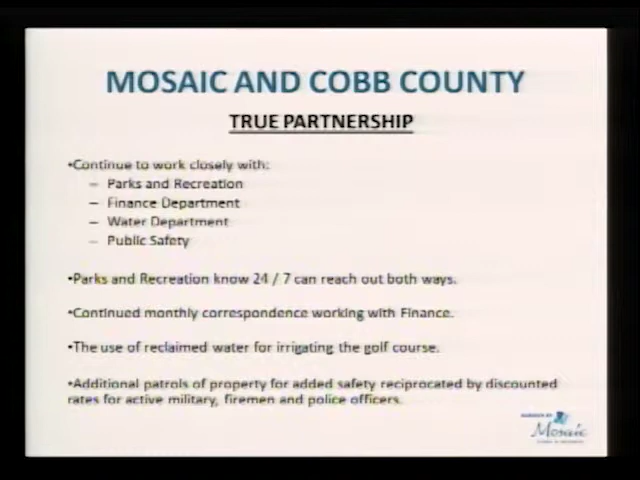 MOSAIC AND COBB COUNTY
TRUE PARTNERSHIP
•Continue to work closely with:
– Parks and Recreation
– Finance Department
– Water Department
– Public Safety
•Parks and Recreation know 24 / 7 can reach out both ways.
•Continued monthly correspondence working with Finance.
•The use of reclaimed water for irrigating the golf course.
•Additional patrols of property for added safety reciprocated by discounted
rates for active military, firemen and police officers.
Mosaic